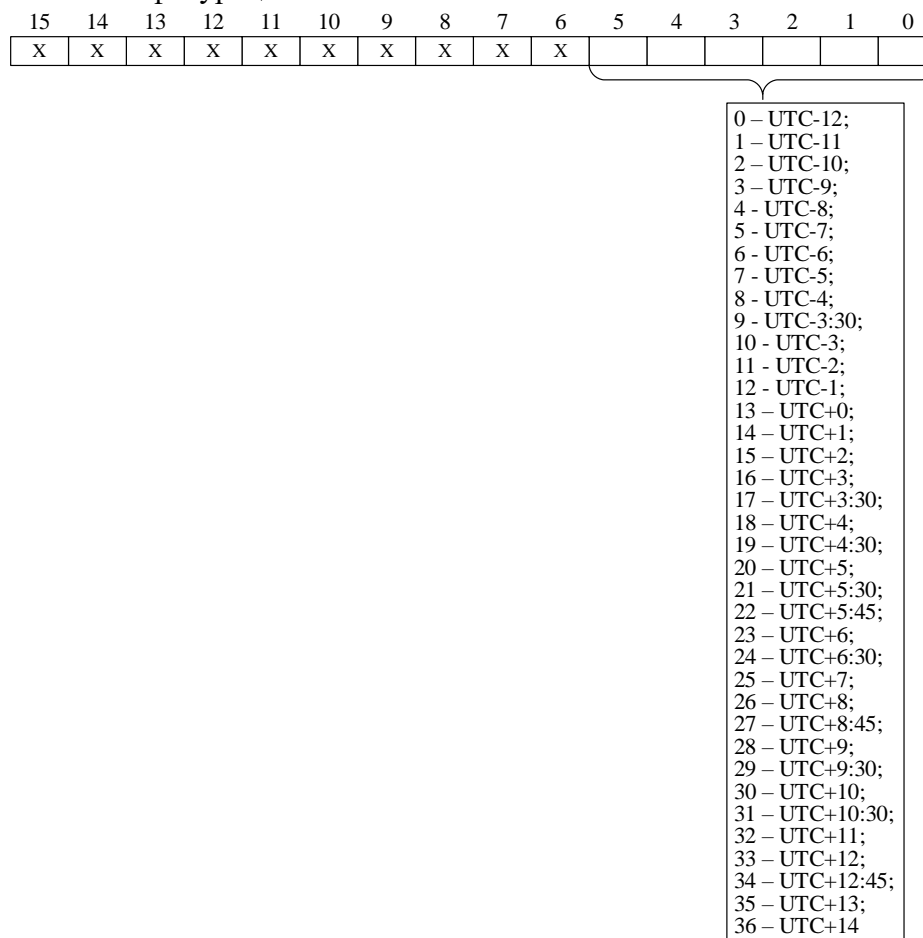 15 14 13 12 11 10 9 8 7 6 5 4 3 2 1 0
X X X X X X X X X X
0 – UTC-12;
1 – UTC-11
2 – UTC-10;
3 – UTC-9;
4 - UTC-8;
5 - UTC-7;
6 - UTC-6;
7 - UTC-5;
8 - UTC-4;
9 - UTC-3:30;
10 - UTC-3;
11 - UTC-2;
12 - UTC-1;
13 – UTC+0;
14 – UTC+1;
15 – UTC+2;
16 – UTC+3;
17 – UTC+3:30;
18 – UTC+4;
19 – UTC+4:30;
20 – UTC+5;
21 – UTC+5:30;
22 – UTC+5:45;
23 – UTC+6;
24 – UTC+6:30;
25 – UTC+7;
26 – UTC+8;
27 – UTC+8:45;
28 – UTC+9;
29 – UTC+9:30;
30 – UTC+10;
31 – UTC+10:30;
32 – UTC+11;
33 – UTC+12;
34 – UTC+12:45;
35 – UTC+13;
36 – UTC+14